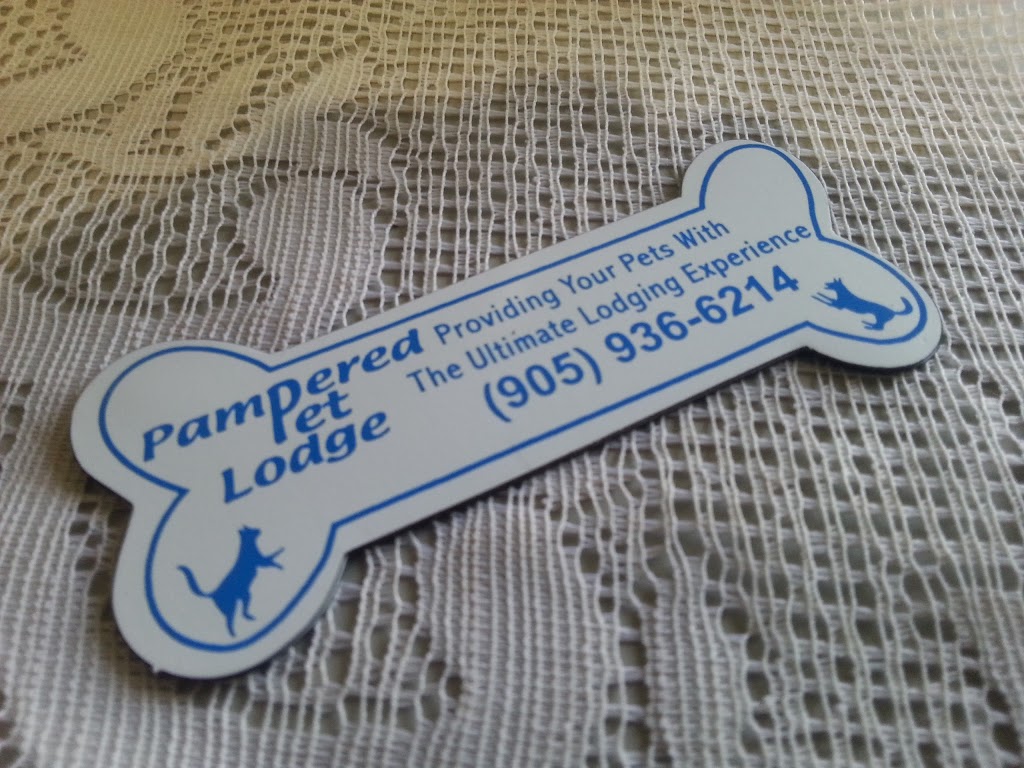 Pampered
Pet
Lodge
Providing Your Pets With
The Ultimate Lodging Experience
(905) 936-6214